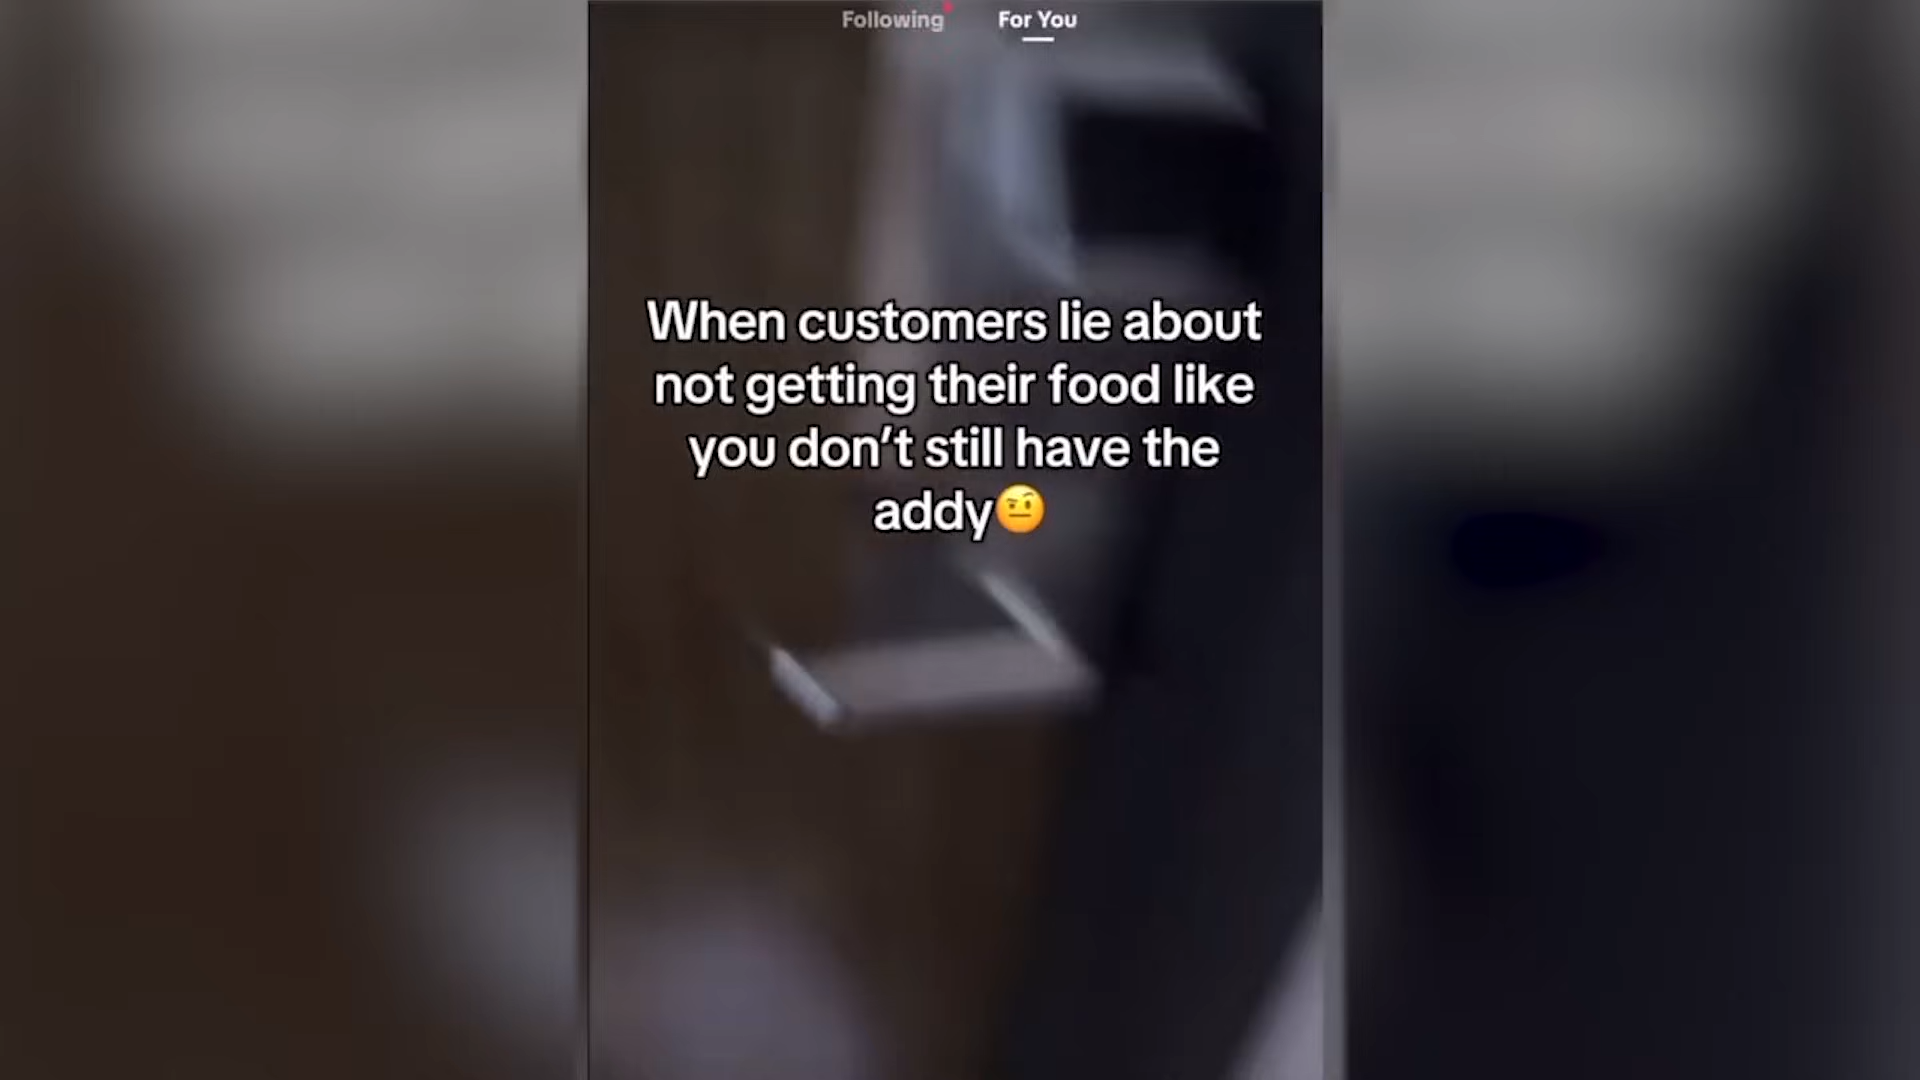 Following
For You
When customers lie about
not getting their food like
you don’t still have the
addy🤨